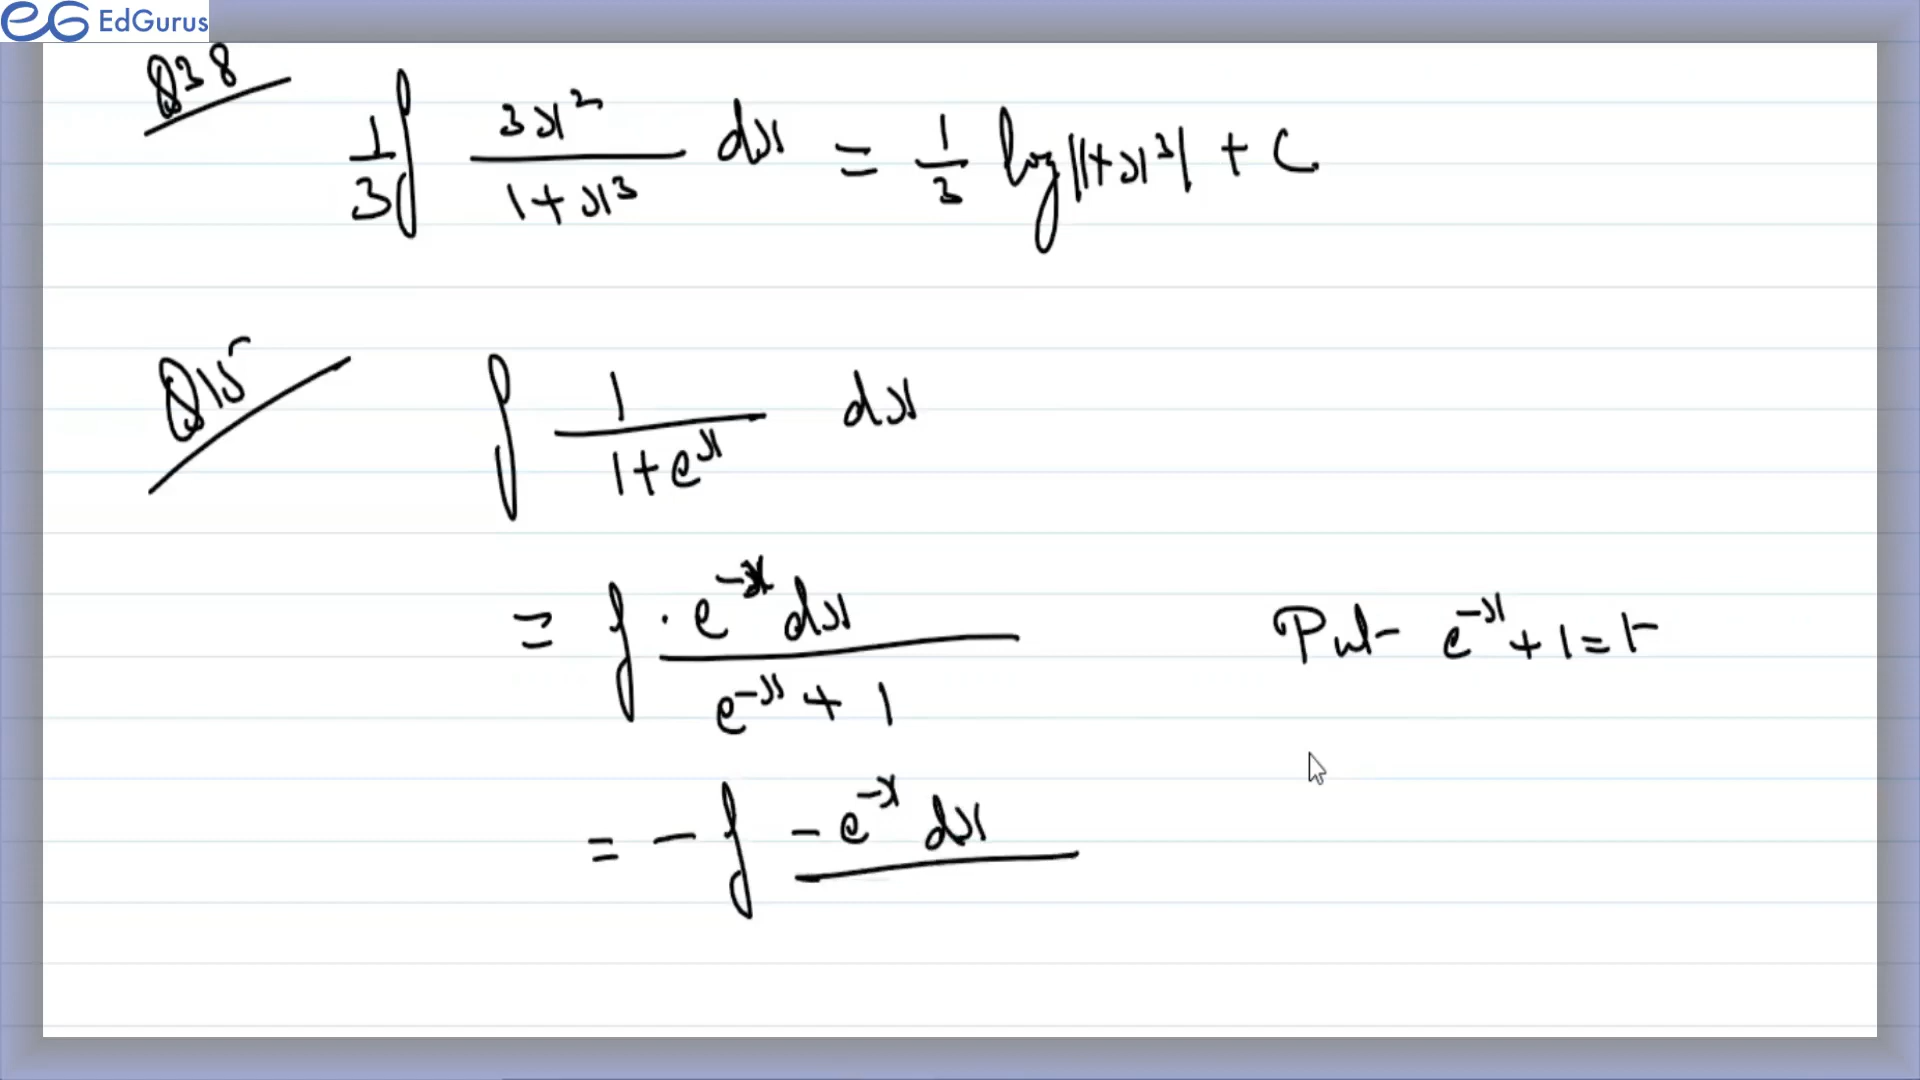 EG EdGurus
Q38
1/3 ∫ 3x² / 1+x³ dx = 1/3 log|1+x³| + C
Q15
∫ 1 / 1+eˣ dx
= ∫ . e⁻ˣ dx / e⁻ˣ + 1
Put e⁻ˣ + 1 = t
= - ∫ - e⁻ˣ dx